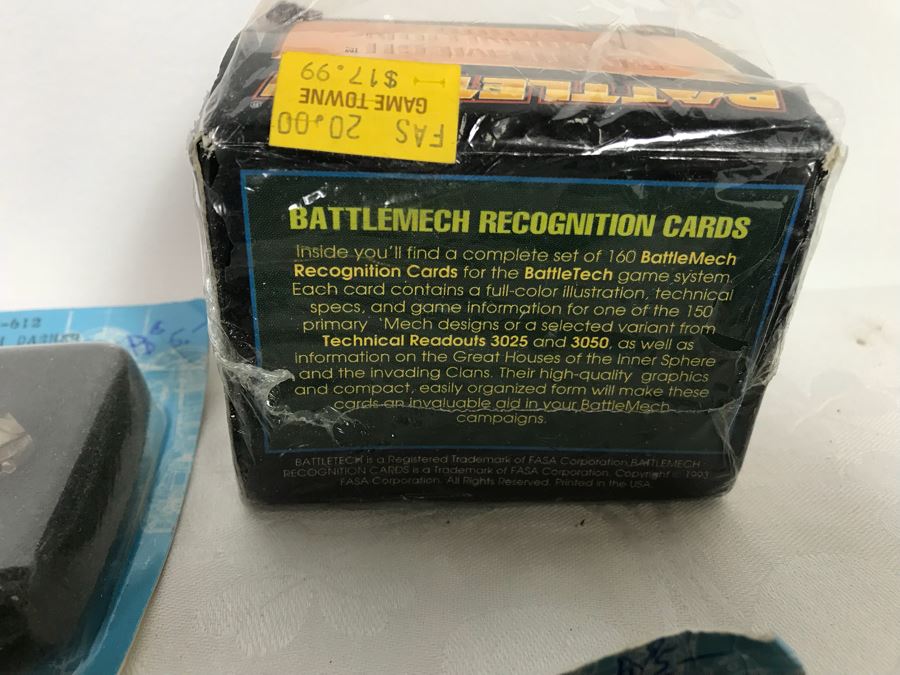 BATTLETE
FAS 20.00
GAME TOWNE
$17.99
BATTLEMECH RECOGNITION CARDS
Inside you'll find a complete set of 160 BattleMech
Recognition Cards for the BattleTech game system.
Each card contains a full-color illustration, technical
specs, and game information for one of the 150
primary 'Mech designs or a selected variant from
Technical Readouts 3025 and 3050, as well as
information on the Great Houses of the Inner Sphere
and the invading Clans. Their high-quality graphics
and compact, easily organized form will make these
cards an invaluable aid in your BattleMech
campaigns.
BATTLETECH is a Registered Trademark of FASA Corporation. BATTLEMECH
RECOGNITION CARDS is a Trademark of FASA Corporation. Copyright © 1993
FASA Corporation. All Rights Reserved. Printed in the USA.
-612